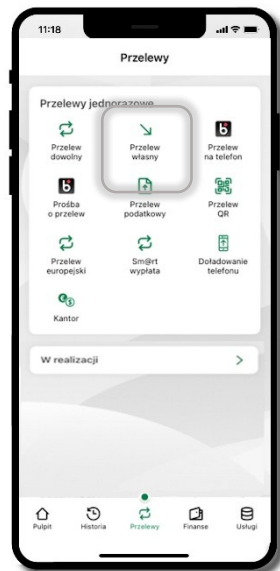 11:18
Przelewy
Przelewy jednorazowe
Przelew
dowolny
Przelew
własny
Przelew
na telefon
Prośba
o przelew
Przelew
podatkowy
Przelew
QR
Przelew
europejski
Sm@rt
wypłata
Doładowanie
telefonu
Kantor
W realizacji
Pulpit
Historia
Przelewy
Finanse
Usługi